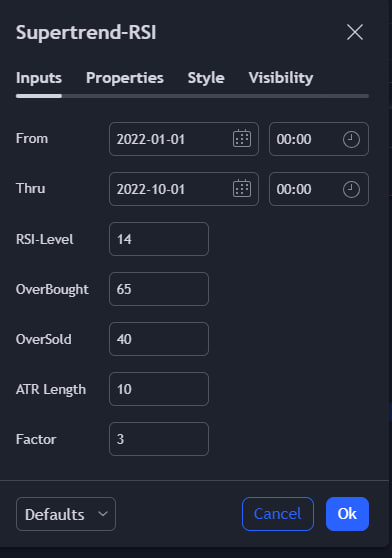 Supertrend-RSI
Inputs Properties Style Visibility
From 2022-01-01 00:00
Thru 2022-10-01 00:00
RSI-Level 14
OverBought 65
OverSold 40
ATR Length 10
Factor 3
Defaults Cancel Ok